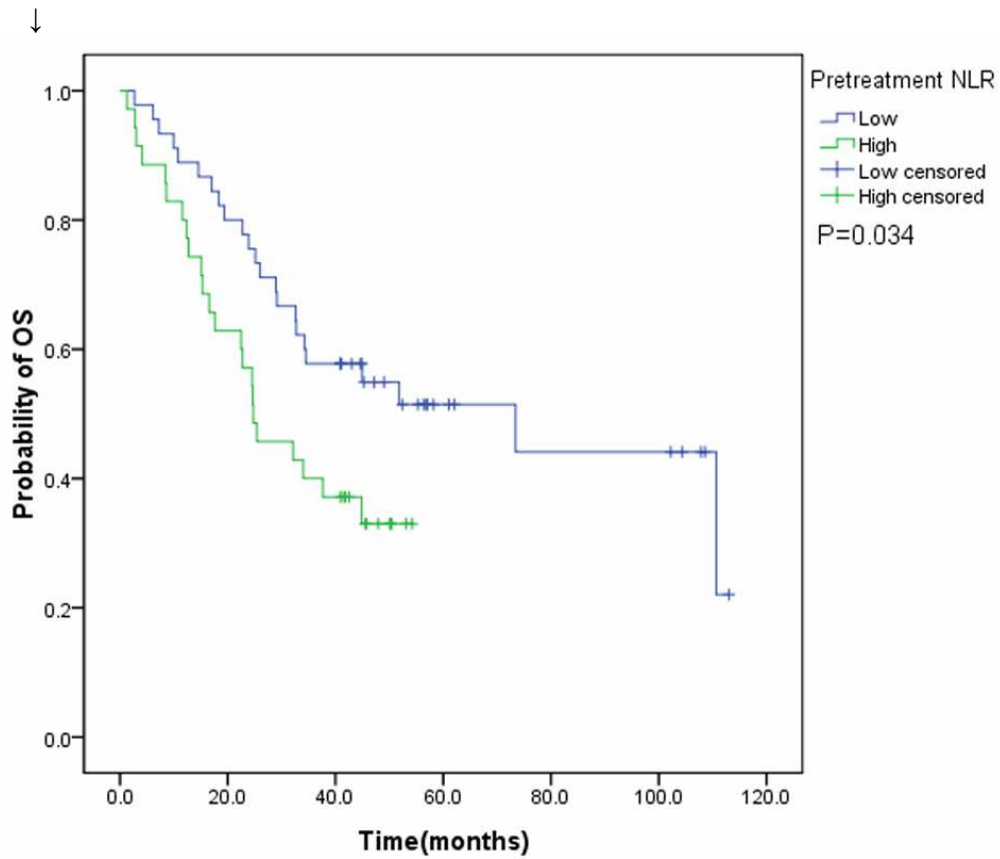 ↓
Pretreatment NLR
Low
High
Low censored
High censored
P=0.034
Probability of OS
1.0
0.8
0.6
0.4
0.2
0.0
0.0 20.0 40.0 60.0 80.0 100.0 120.0
Time(months)